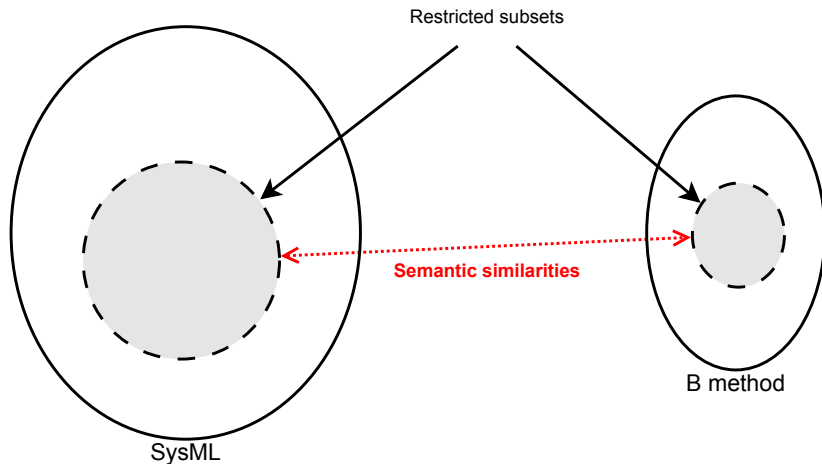 Restricted subsets
Semantic similarities
B method
SysML